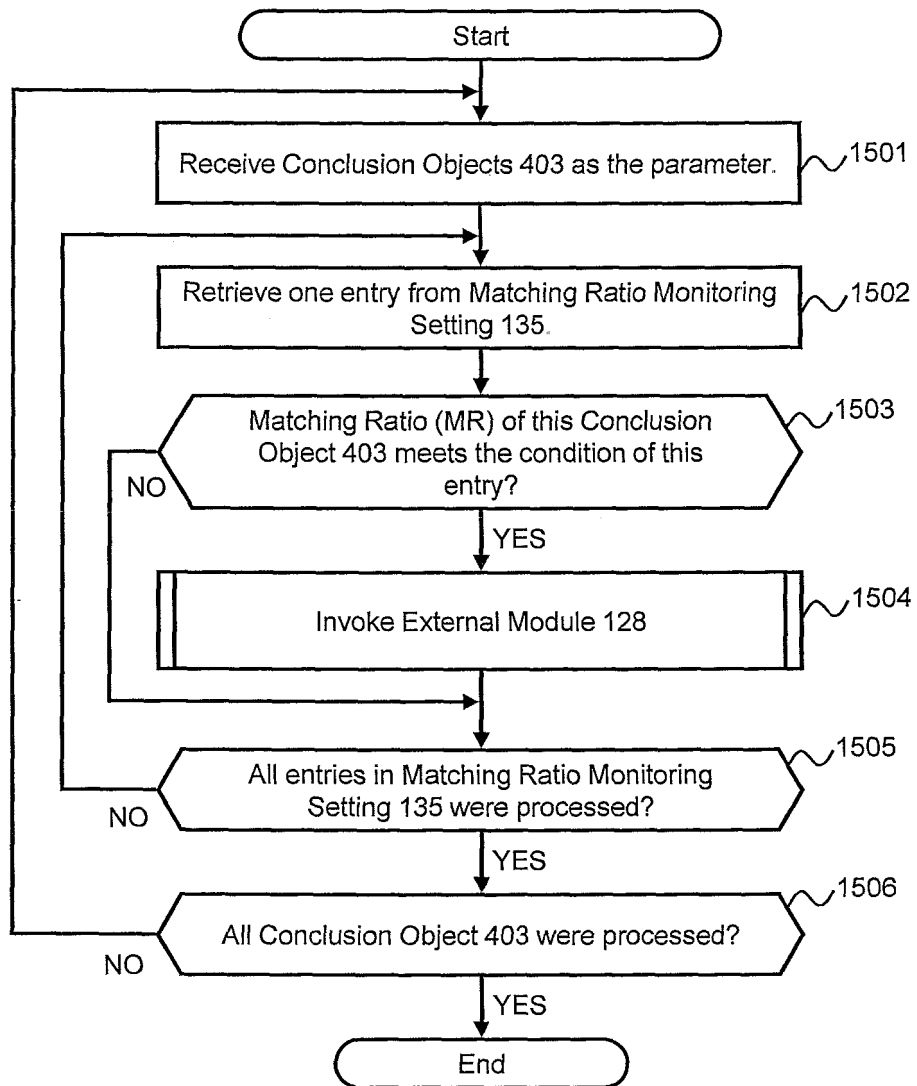 Start
Receive Conclusion Objects 403 as the parameter.
1501
Retrieve one entry from Matching Ratio Monitoring
Setting 135.
1502
Matching Ratio (MR) of this Conclusion
Object 403 meets the condition of this
entry?
1503
NO
YES
Invoke External Module 128
1504
All entries in Matching Ratio Monitoring
Setting 135 were processed?
1505
NO
YES
All Conclusion Object 403 were processed?
1506
NO
YES
End